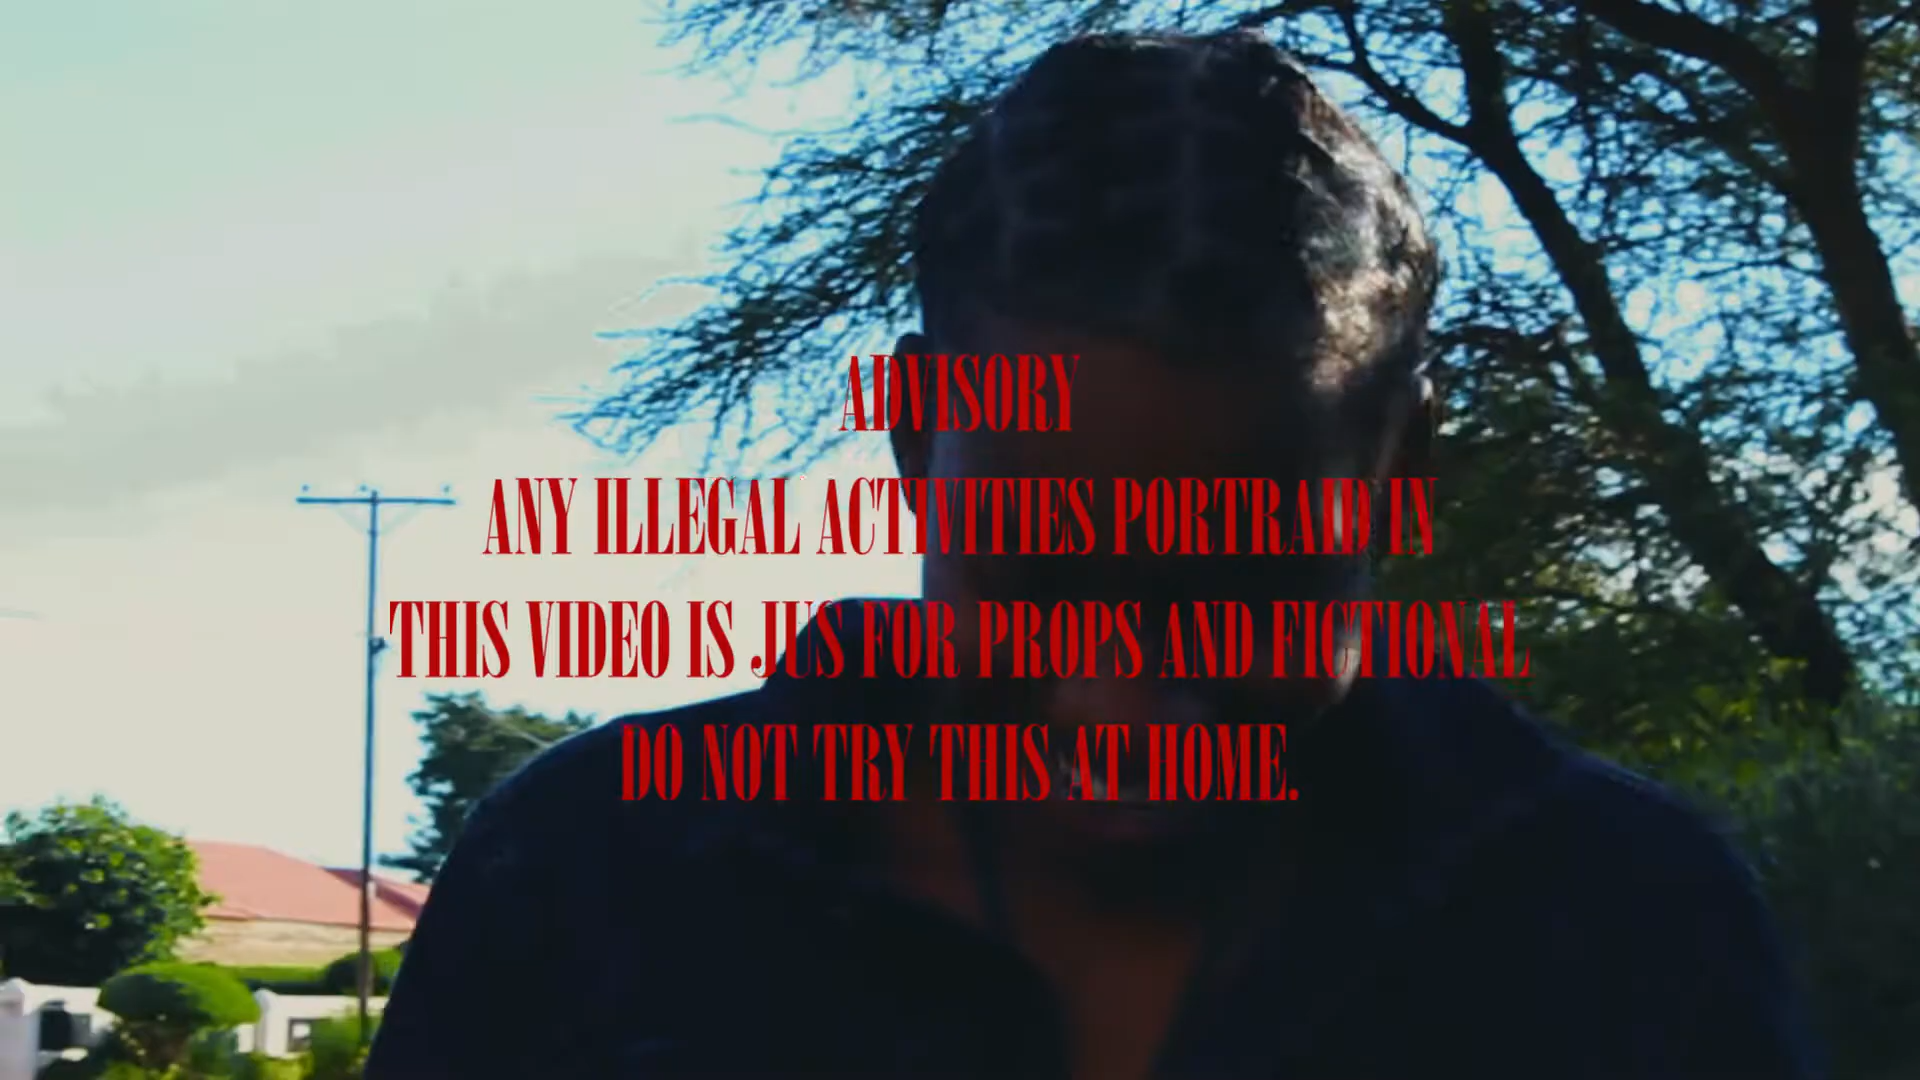 ADVISORY
ANY ILLEGAL ACTIVITIES PORTRAID IN
THIS VIDEO IS JUS FOR PROPS AND FICTIONAL
DO NOT TRY THIS AT HOME.